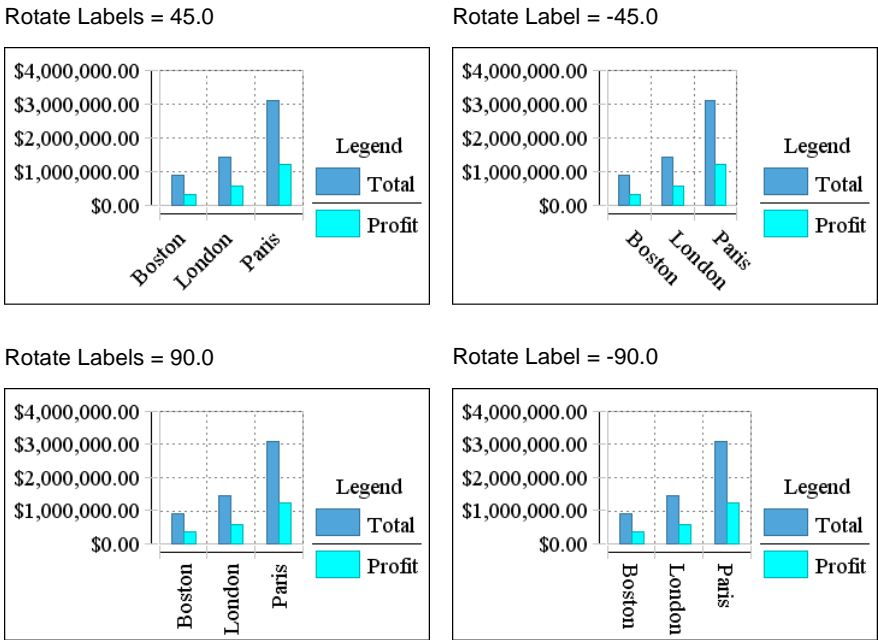 Rotate Labels = 45.0
$4,000,000.00
$3,000,000.00
$2,000,000.00
$1,000,000.00
$0.00
Boston
London
Paris
Legend
Total
Profit
Rotate Label = -45.0
$4,000,000.00
$3,000,000.00
$2,000,000.00
$1,000,000.00
$0.00
Boston
London
Paris
Legend
Total
Profit
Rotate Labels = 90.0
$4,000,000.00
$3,000,000.00
$2,000,000.00
$1,000,000.00
$0.00
Boston
London
Paris
Legend
Total
Profit
Rotate Label = -90.0
$4,000,000.00
$3,000,000.00
$2,000,000.00
$1,000,000.00
$0.00
Boston
London
Paris
Legend
Total
Profit